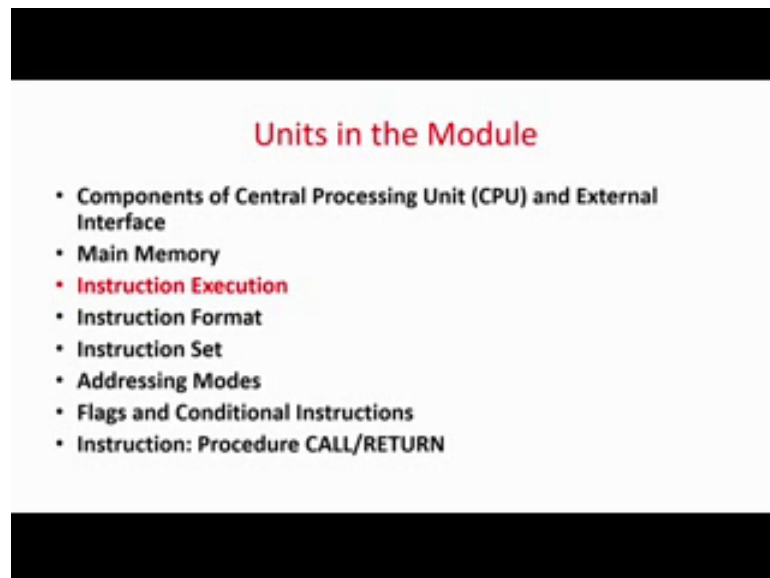 Units in the Module
• Components of Central Processing Unit (CPU) and External
Interface
• Main Memory
• Instruction Execution
• Instruction Format
• Instruction Set
• Addressing Modes
• Flags and Conditional Instructions
• Instruction: Procedure CALL/RETURN